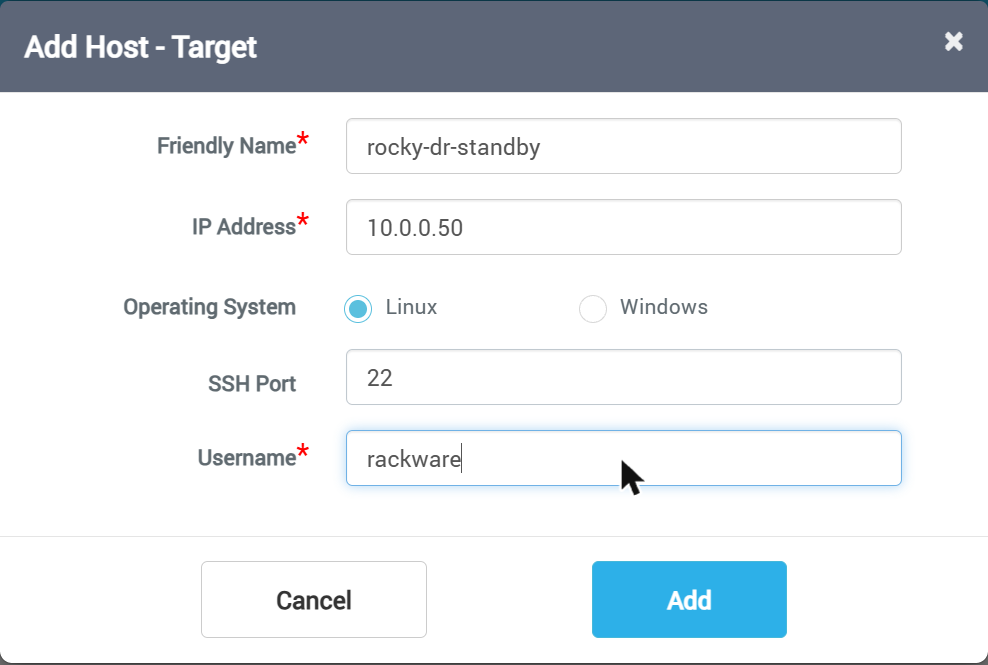 Add Host - Target
Friendly Name* rocky-dr-standby
IP Address* 10.0.0.50
Operating System Linux Windows
SSH Port 22
Username* rackware
Cancel Add